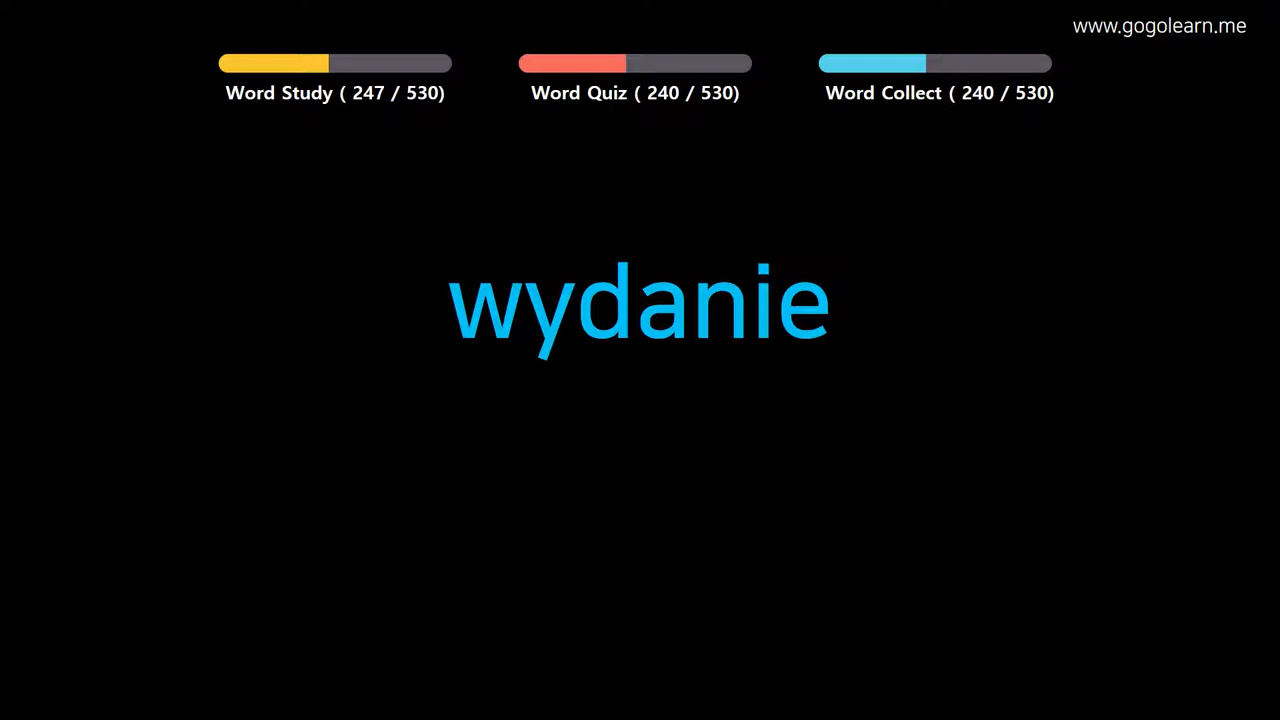 www.gogolearn.me
Word Study ( 247 / 530)
Word Quiz ( 240 / 530)
Word Collect ( 240 / 530)
wydanie